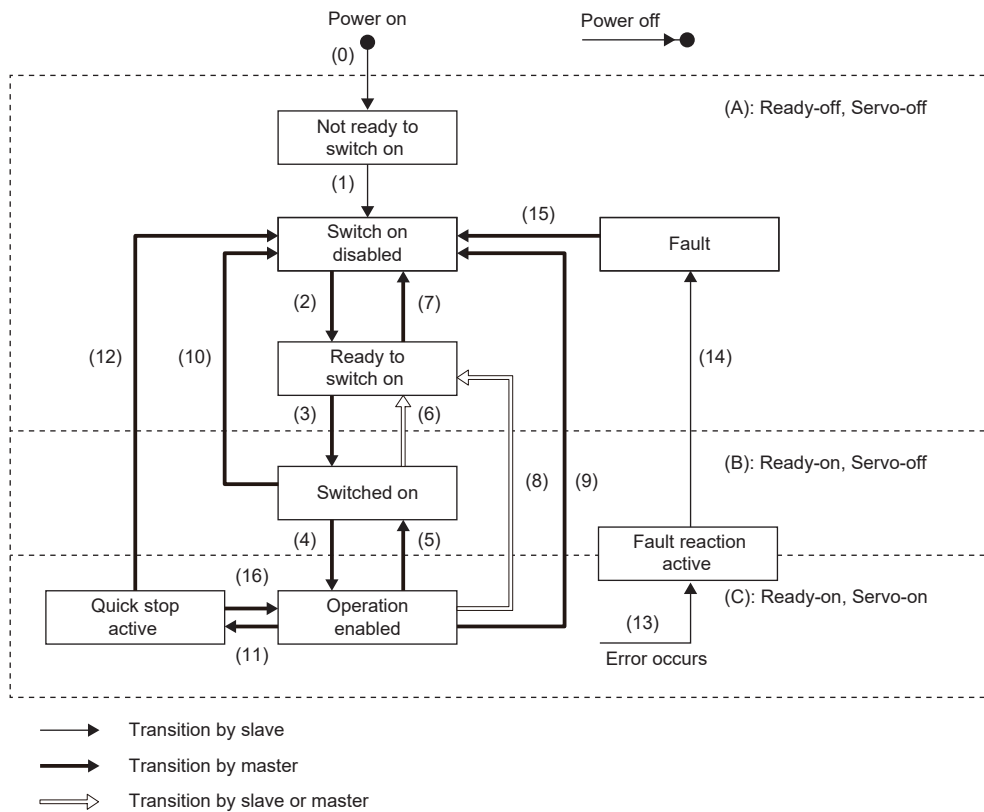 Power on
Power off
(0)
(A): Ready-off, Servo-off
Not ready to
switch on
(1)
(15)
Switch on
disabled
Fault
(2)
(7)
(12)
(10)
Ready to
switch on
(14)
(3)
(6)
(B): Ready-on, Servo-off
Switched on
(8)
(9)
(4)
(5)
Fault reaction
active
(16)
(C): Ready-on, Servo-on
Quick stop
active
Operation
enabled
(13)
(11)
Error occurs
Transition by slave
Transition by master
Transition by slave or master